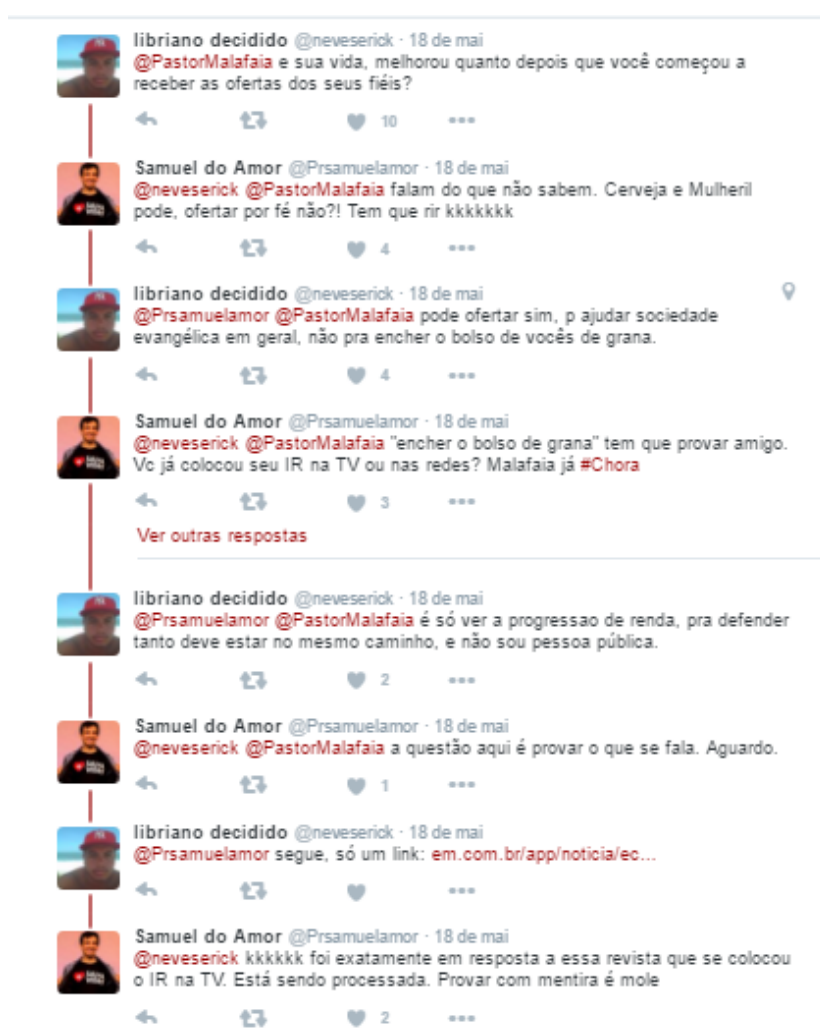 libriano decidido @neveserick · 18 de mai
@PastorMalafaia e sua vida, melhorou quanto depois que você começou a
receber as ofertas dos seus fiéis?
10
Samuel do Amor @Prsamuelamor · 18 de mai
@neveserick @PastorMalafaia falam do que não sabem. Cerveja e Mulheril
pode, ofertar por fé não?! Tem que rir kkkkkkk
4
libriano decidido @neveserick · 18 de mai
@Prsamuelamor @PastorMalafaia pode ofertar sim, p ajudar sociedade
evangélica em geral, não pra encher o bolso de vocês de grana.
4
Samuel do Amor @Prsamuelamor · 18 de mai
@neveserick @PastorMalafaia "encher o bolso de grana" tem que provar amigo.
Vc já colocou seu IR na TV ou nas redes? Malafaia já #Chora
3
Ver outras respostas
libriano decidido @neveserick · 18 de mai
@Prsamuelamor @PastorMalafaia é só ver a progressao de renda, pra defender
tanto deve estar no mesmo caminho, e não sou pessoa pública.
2
Samuel do Amor @Prsamuelamor · 18 de mai
@neveserick @PastorMalafaia a questão aqui é provar o que se fala. Aguardo.
1
libriano decidido @neveserick · 18 de mai
@Prsamuelamor segue, só um link: em.com.br/app/noticia/ec...
Samuel do Amor @Prsamuelamor · 18 de mai
@neveserick kkkkkk foi exatamente em resposta a essa revista que se colocou
o IR na TV. Está sendo processada. Provar com mentira é mole
2